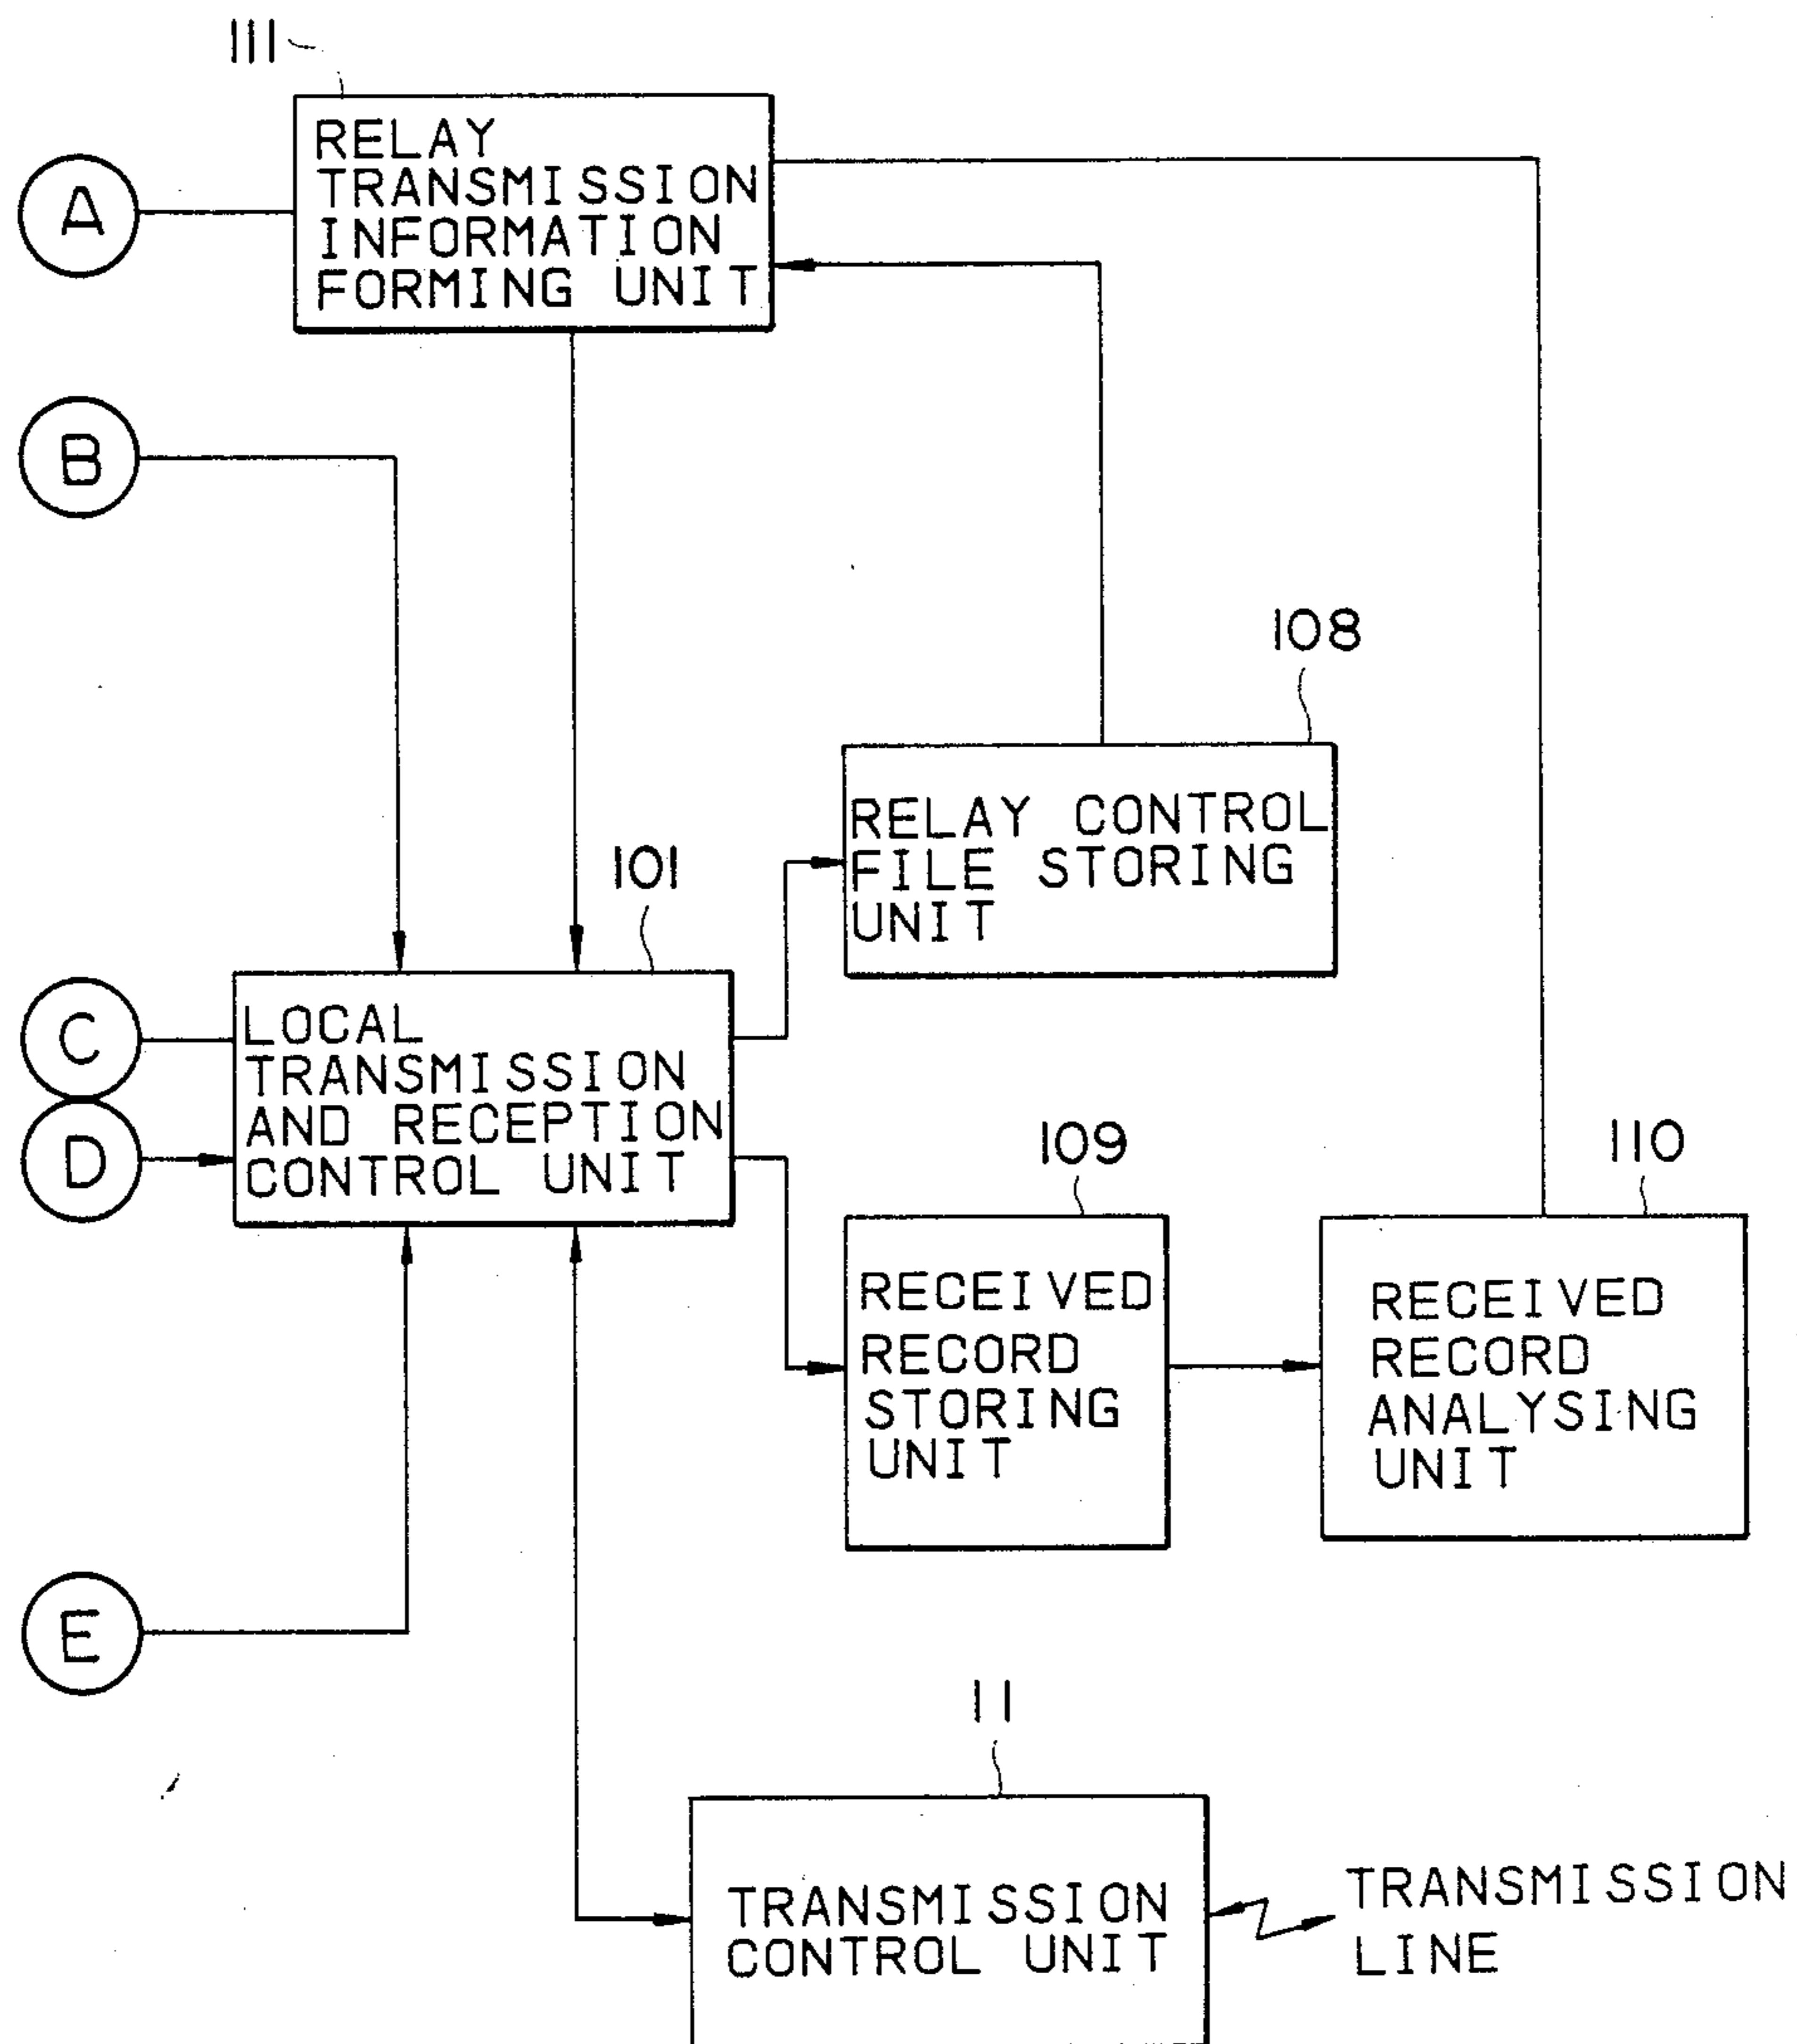 111
RELAY
TRANSMISSION
INFORMATION
FORMING UNIT
A
B
108
RELAY CONTROL
FILE STORING
UNIT
101
LOCAL
TRANSMISSION
AND RECEPTION
CONTROL UNIT
C
D
109
RECEIVED
RECORD
STORING
UNIT
110
RECEIVED
RECORD
ANALYSING
UNIT
E
11
TRANSMISSION
CONTROL UNIT
TRANSMISSION
LINE